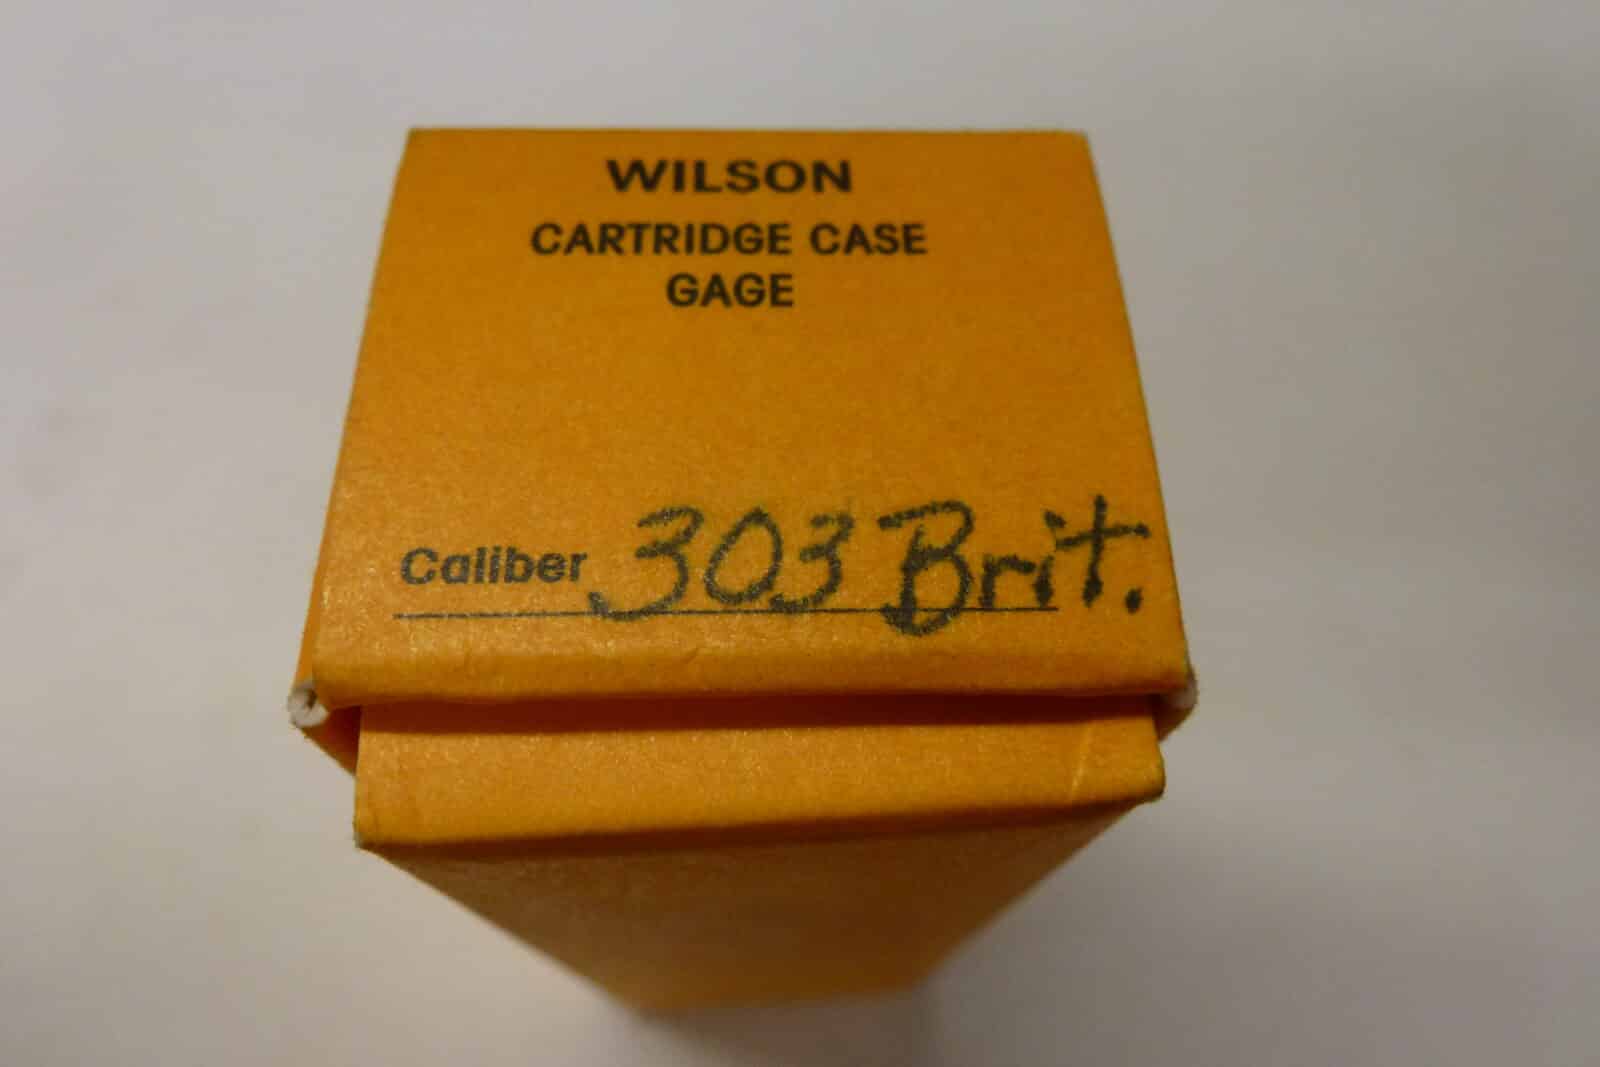 WILSON
CARTRIDGE CASE
GAGE
Caliber 303 Brit.